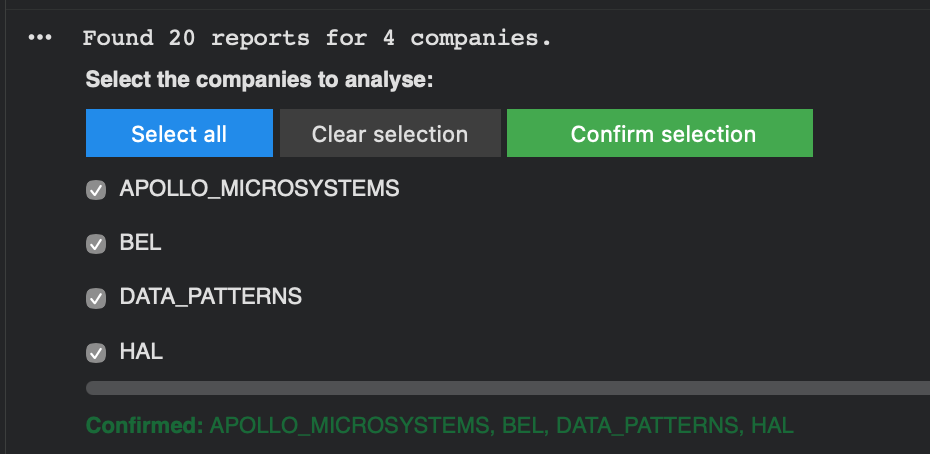 Found 20 reports for 4 companies.
Select the companies to analyse:
Select all Clear selection Confirm selection
APOLLO_MICROSYSTEMS
BEL
DATA_PATTERNS
HAL
Confirmed: APOLLO_MICROSYSTEMS, BEL, DATA_PATTERNS, HAL